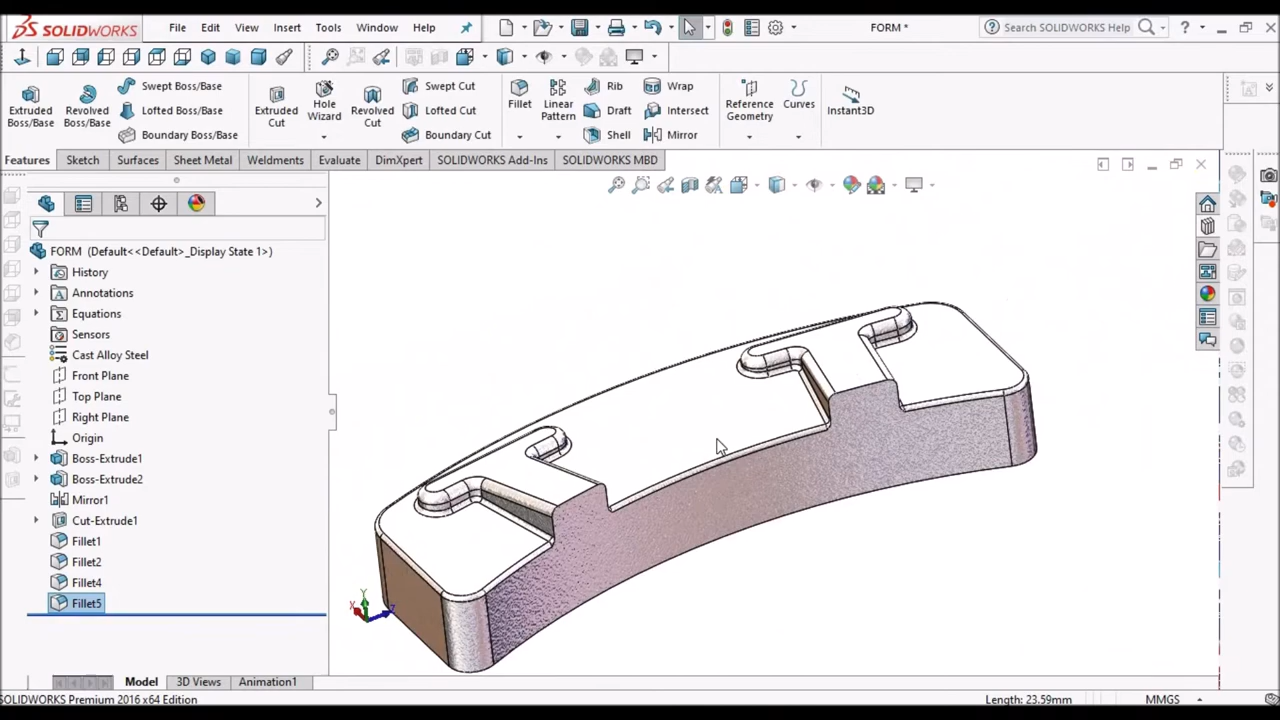 SOLIDWORKS File Edit View Insert Tools Window Help FORM * Search SOLIDWORKS Help ?
Extruded Boss/Base
Revolved Boss/Base
Swept Boss/Base
Lofted Boss/Base
Boundary Boss/Base
Extruded Cut
Hole Wizard
Revolved Cut
Swept Cut
Lofted Cut
Boundary Cut
Fillet
Linear Pattern
Rib
Draft
Shell
Wrap
Intersect
Mirror
Reference Geometry
Curves
Instant3D
Features Sketch Surfaces Sheet Metal Weldments Evaluate DimXpert SOLIDWORKS Add-Ins SOLIDWORKS MBD
FORM (Default<<Default>_Display State 1>)
History
Annotations
Equations
Sensors
Cast Alloy Steel
Front Plane
Top Plane
Right Plane
Origin
Boss-Extrude1
Boss-Extrude2
Mirror1
Cut-Extrude1
Fillet1
Fillet2
Fillet4
Fillet5
Y
X
Z
Model 3D Views Animation1
SOLIDWORKS Premium 2016 x64 Edition Length: 23.59mm MMGS